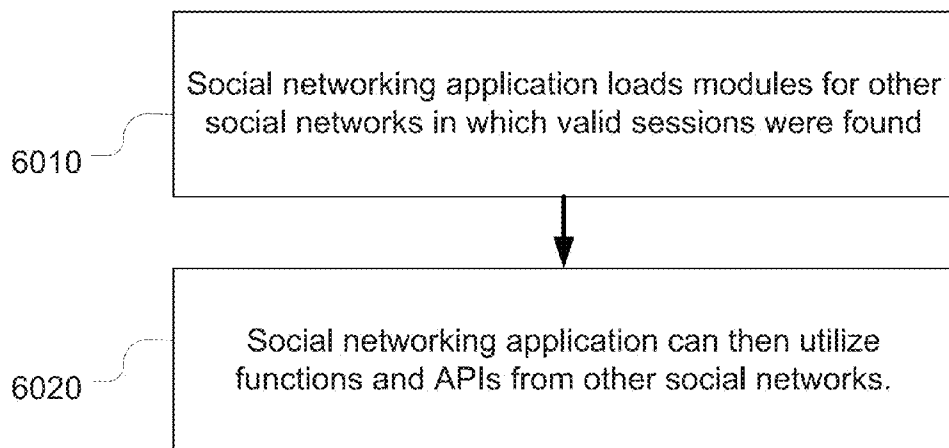 Social networking application loads modules for other
social networks in which valid sessions were found
6010
Social networking application can then utilize
functions and APIs from other social networks.
6020